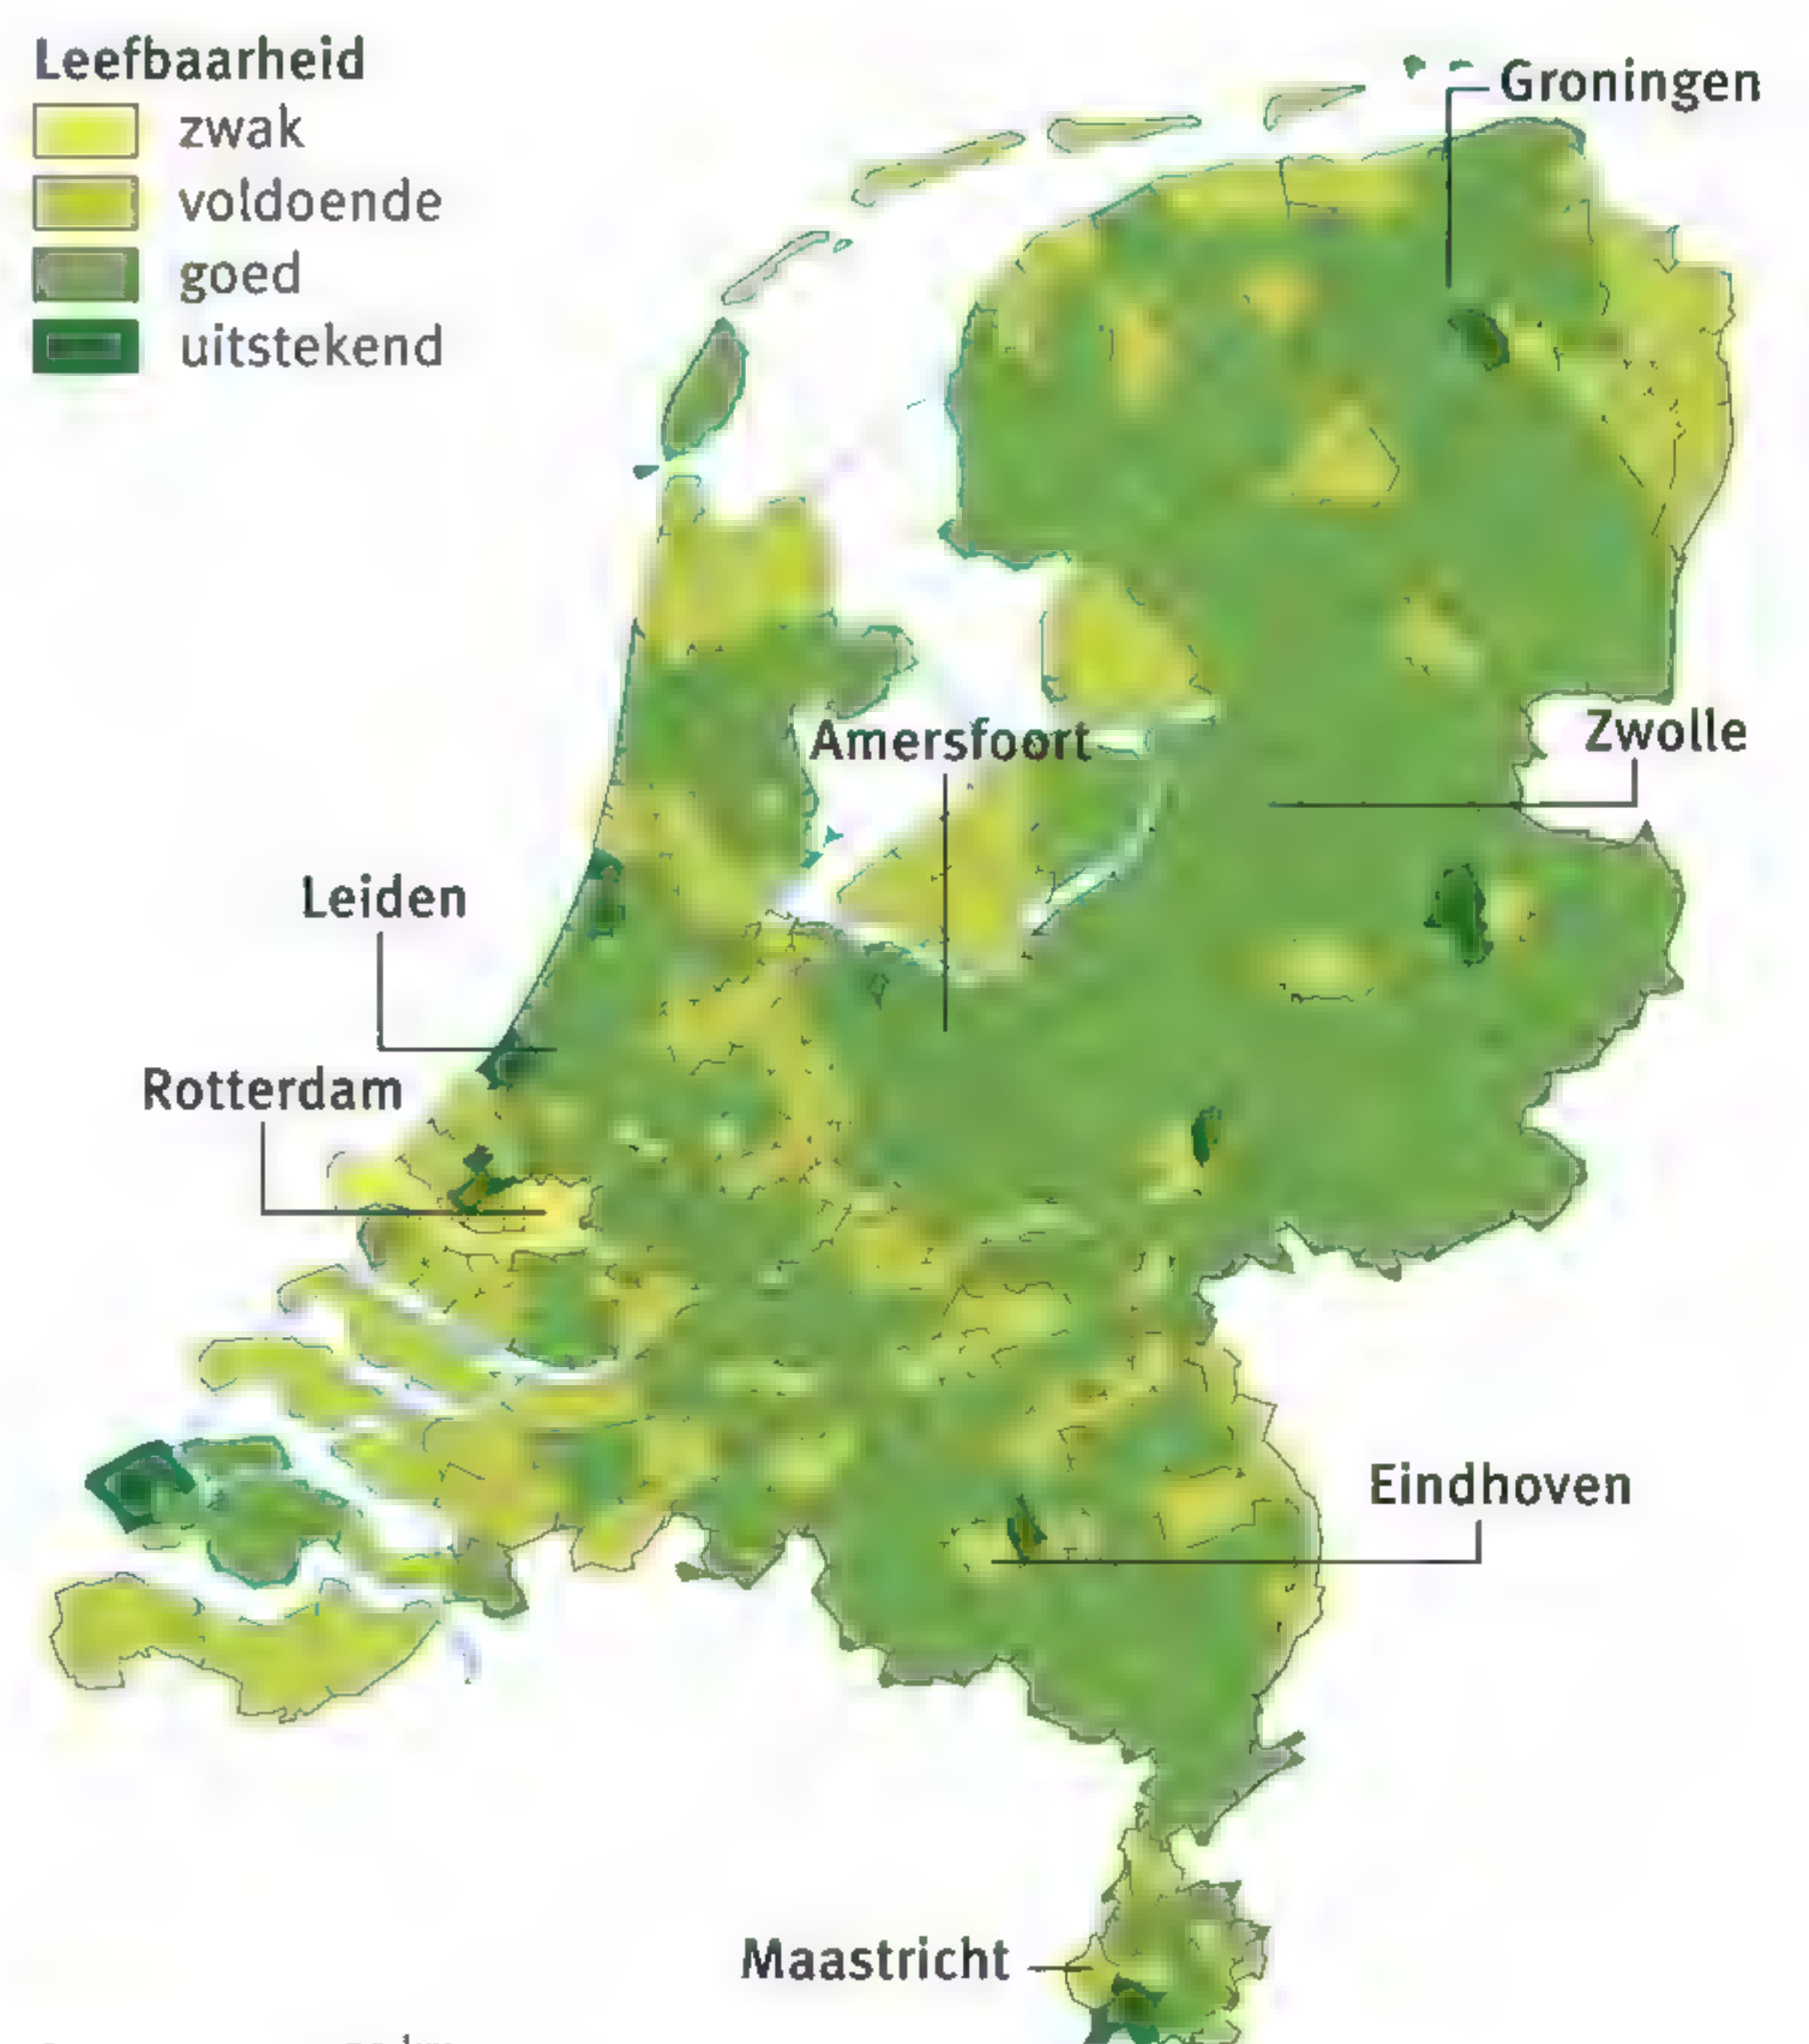 Leefbaarheid
zwak
voldoende
goed
uitstekend
Groningen
Amersfoort
Zwolle
Leiden
Rotterdam
Eindhoven
Maastricht